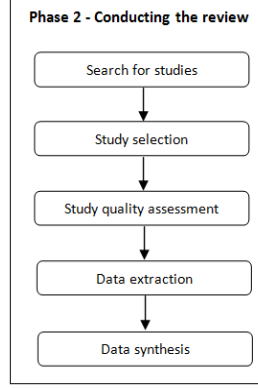 Phase 2 - Conducting the review
Search for studies
Study selection
Study quality assessment
Data extraction
Data synthesis